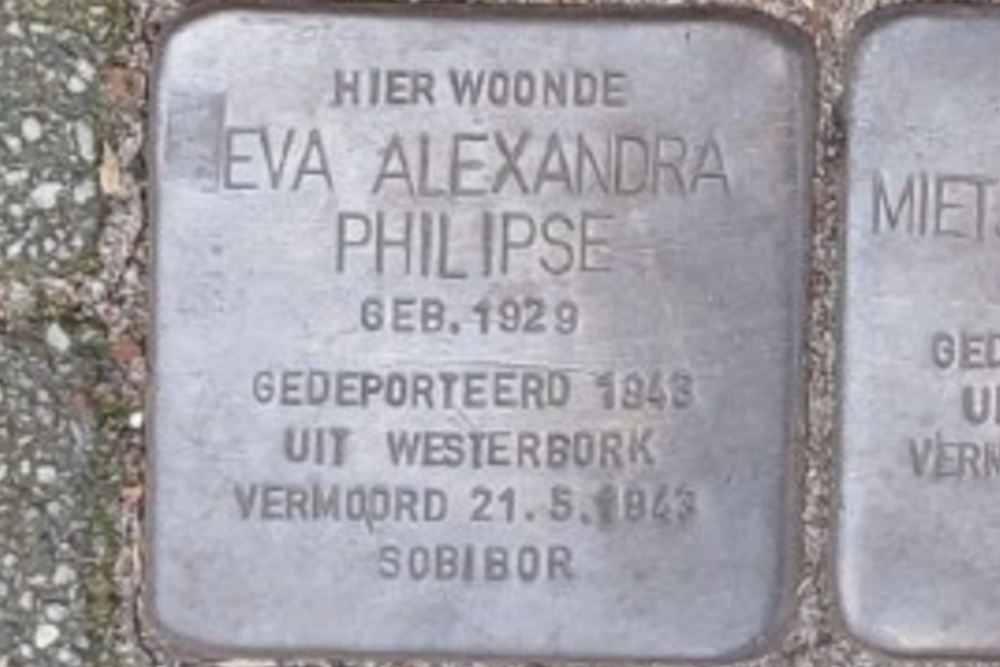 HIER WOONDE
EVA ALEXANDRA
PHILIPSE
GEB. 1929
GEDEPORTEERD 1943
UIT WESTERBORK
VERMOORD 21.5.1943
SOBIBOR